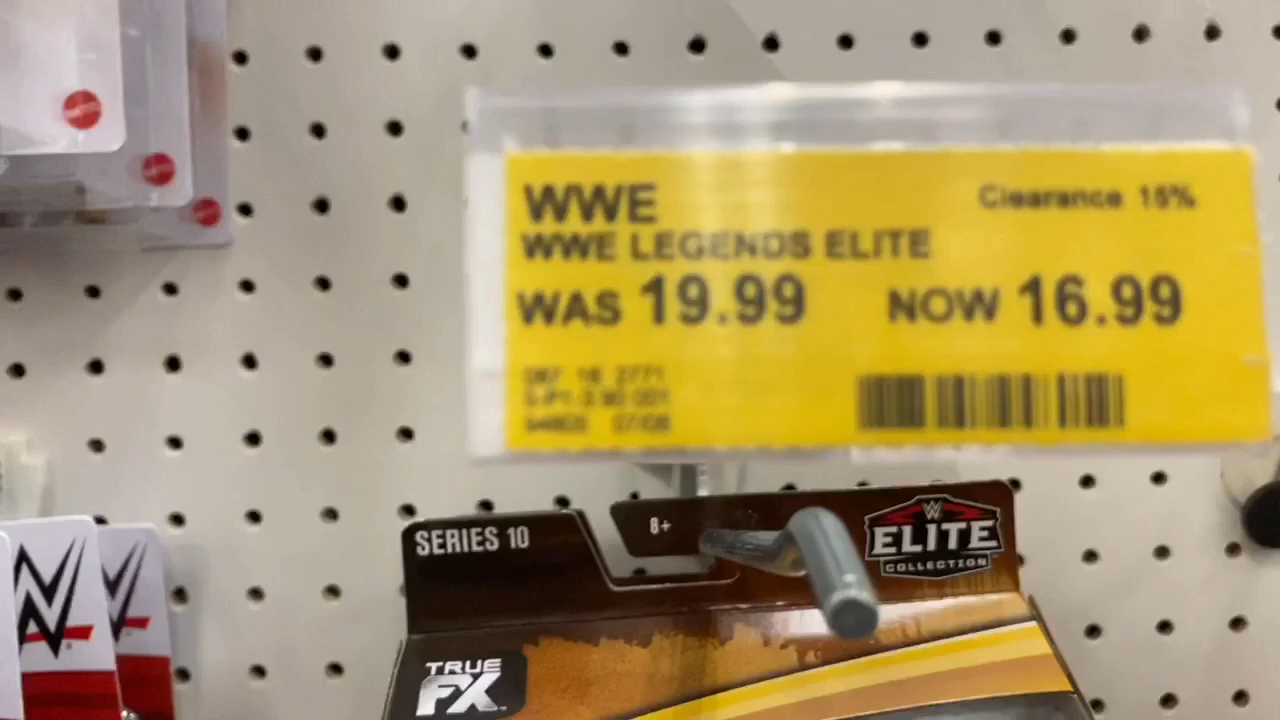 WWE
Clearance 15%
WWE LEGENDS ELITE
WAS 19.99 NOW 16.99
SERIES 10
8+
W
ELITE
COLLECTION
TRUE
FX